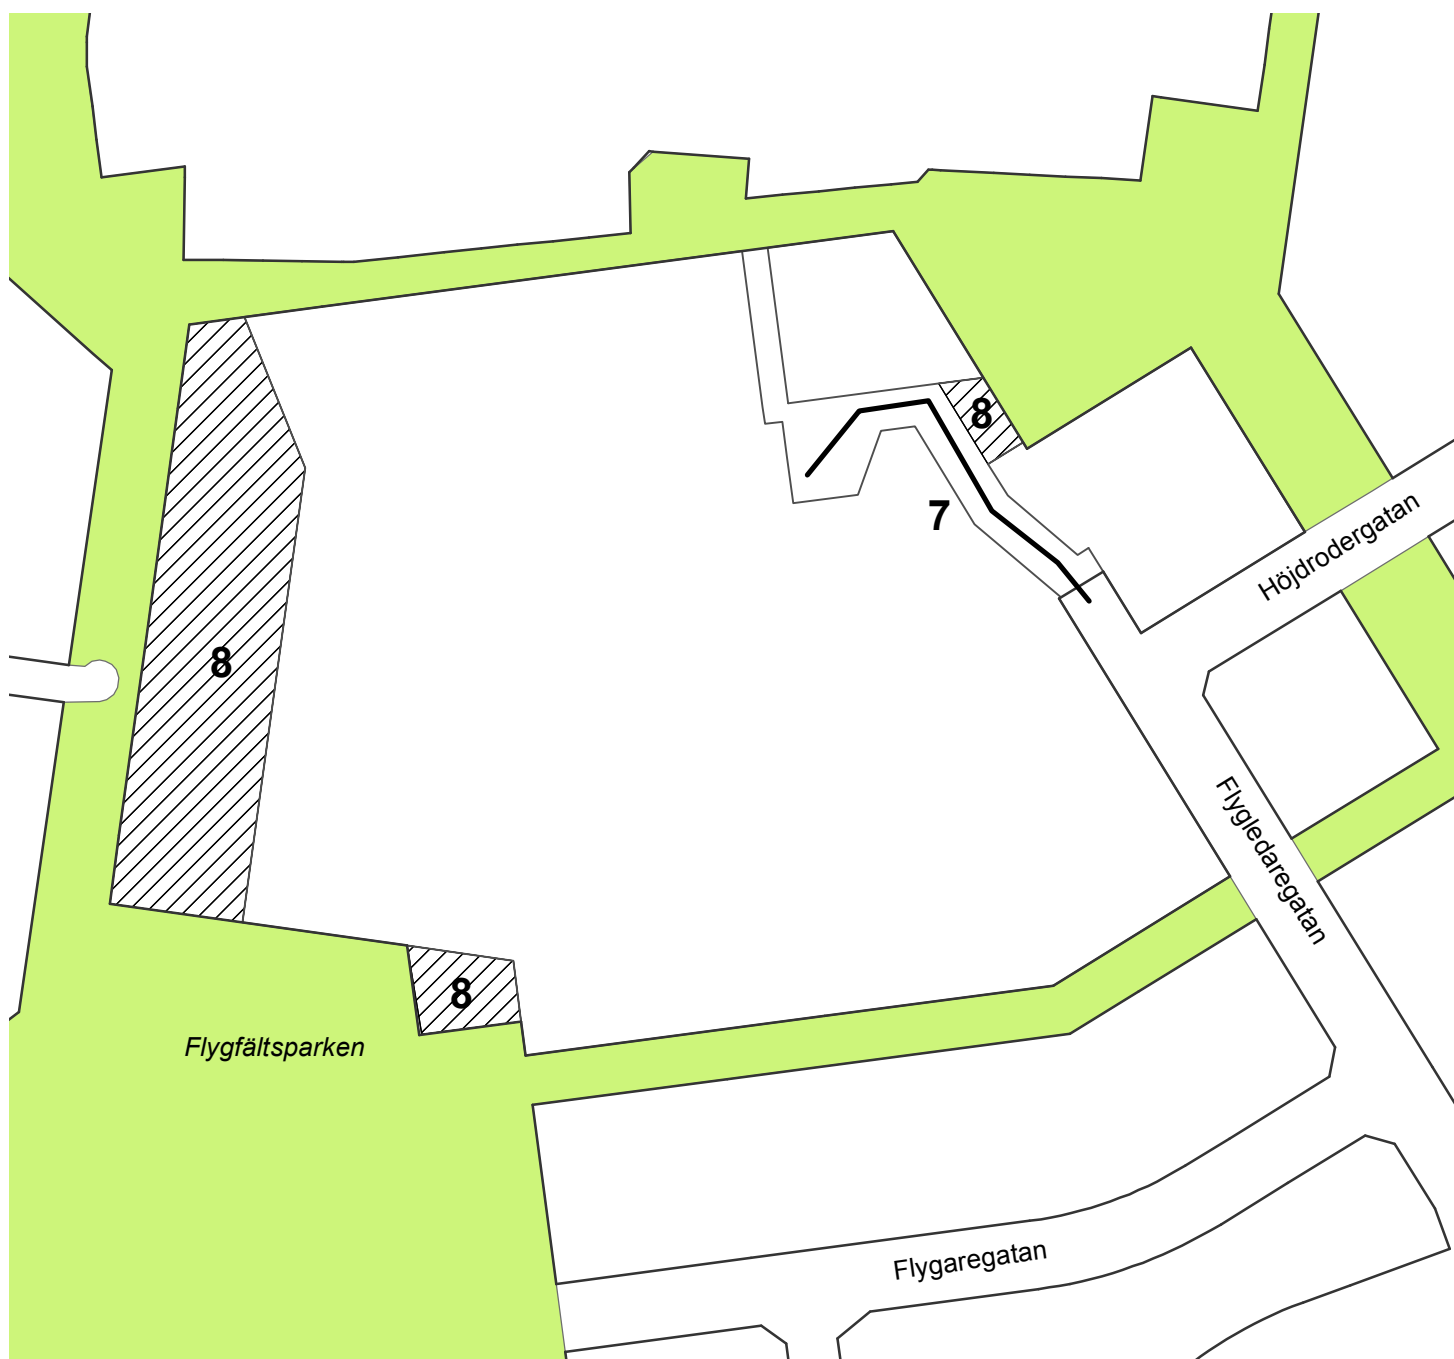 8
7
Höjdrodergatan
8
Flygledaregatan
8
Flygfältsparken
Flygaregatan